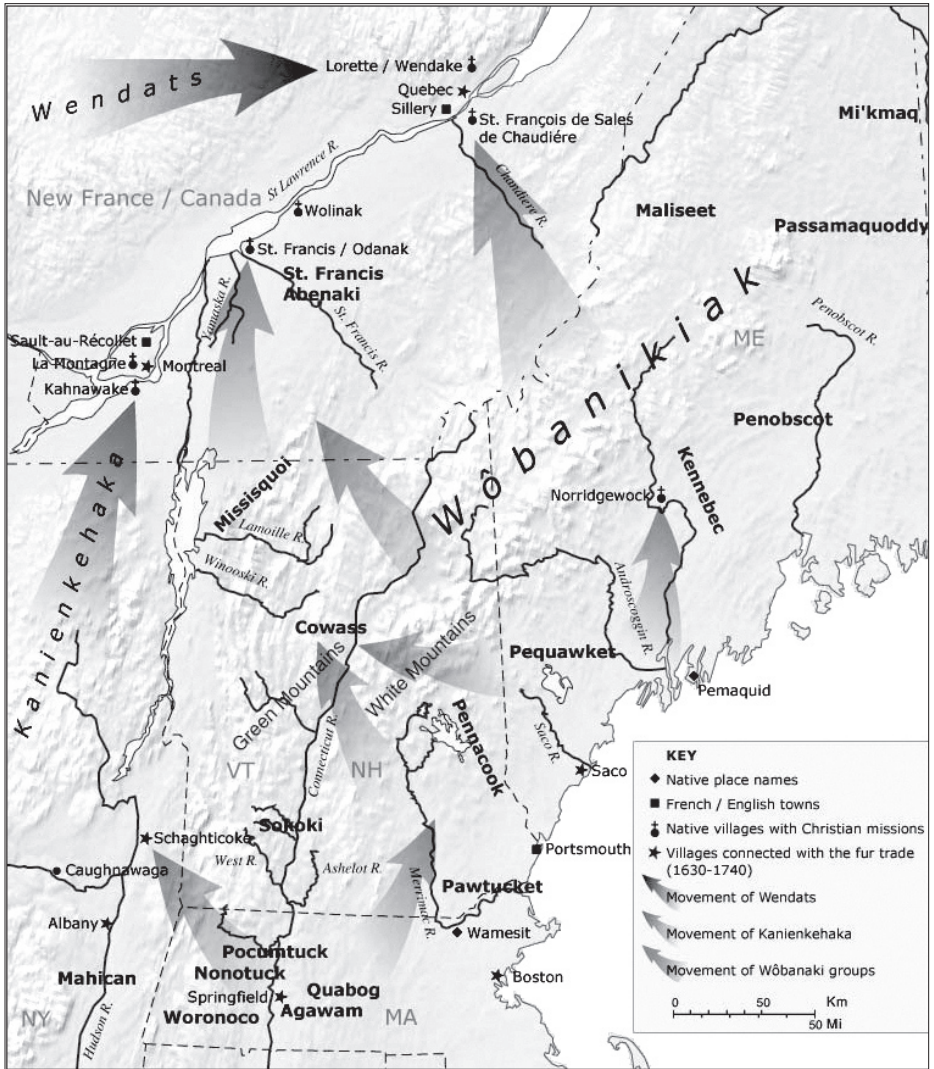 Wendats
Lorette / Wendake
Quebec
Sillery
St. François de Sales
de Chaudiére
Mi'kmaq
St Lawrence R.
New France / Canada
Chaudiere R.
Wolinak
Maliseet
Passamaquoddy
St. Francis / Odanak
St. Francis
Abenaki
Yamaska R.
St. Francis R.
Wôbanikiak
Penobscot R.
ME
Sault-au-Récollet
La Montagne
Montreal
Kahnawake
Penobscot
Kanienkehaka
Missisquoi
Kennebec
Norridgewock
Lamoille R.
Winooski R.
Androscoggin R.
Cowass
White Mountains
Pequawket
Green Mountains
Pemaquid
Pennacook
Connecticut R.
Saco R.
VT
NH
Saco
KEY
Native place names
French / English towns
Native villages with Christian missions
Villages connected with the fur trade
(1630-1740)
Movement of Wendats
Movement of Kanienkehaka
Movement of Wôbanaki groups
0 50 Km
50 Mi
Sokoki
Schaghticoke
West R.
Ashelot R.
Portsmouth
Caughnawaga
Merrimac R.
Pawtucket
Albany
Wamesit
Pocumtuck
Nonotuck
Boston
Mahican
Springfield
Quabog
Agawam
Woronoco
MA
NY
Hudson R.